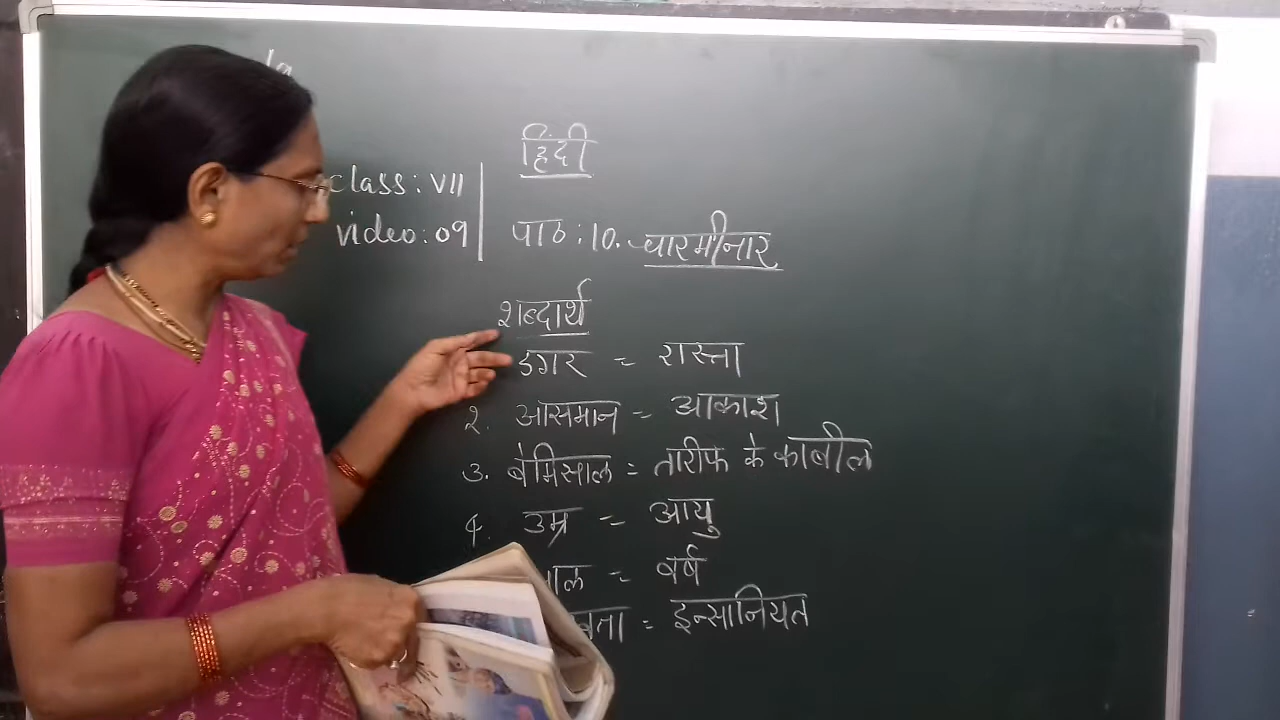 हिंदी
class: VII
video: 09
पाठ: 10. चारमीनार
शब्दार्थ
डगर = रास्ता
२. आसमान = आकाश
३. बेमिसाल = तारीफ के काबील
४. उम्र = आयु
= वर्ष
= इन्सानियत